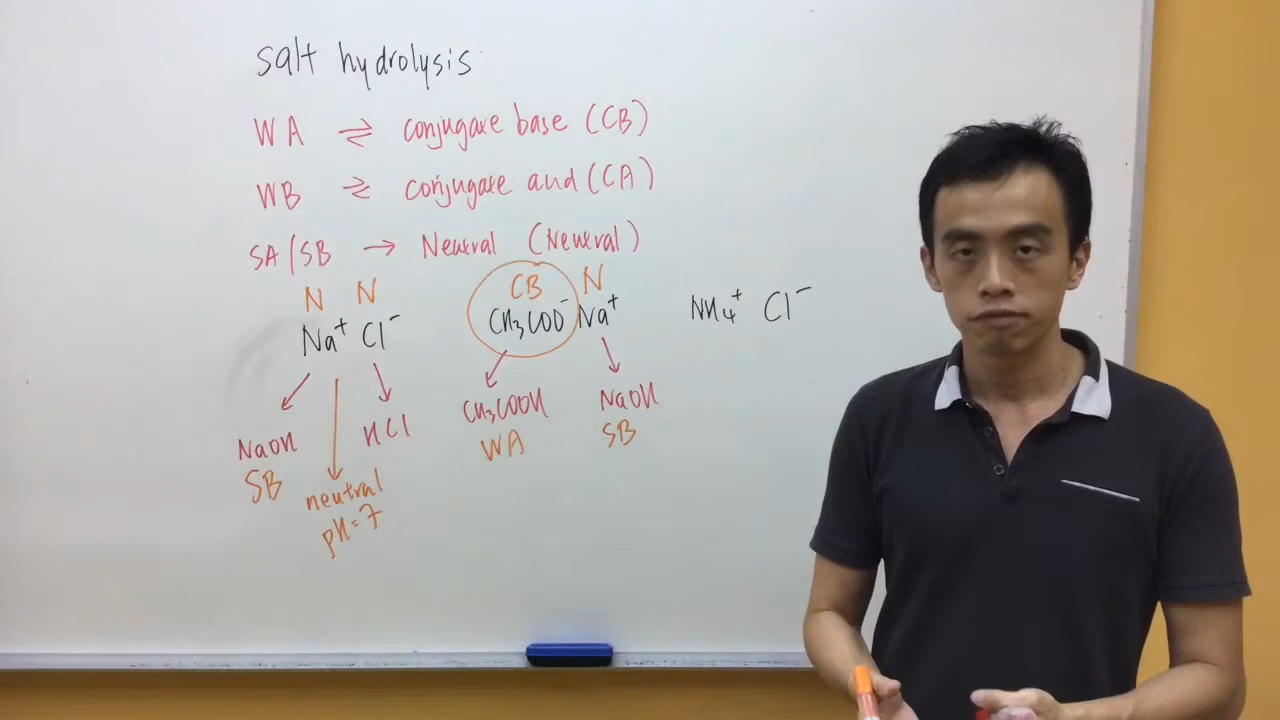 salt hydrolysis
WA ⇌ conjugate base (CB)
WB ⇌ conjugate acid (CA)
SA/SB → Neutral (Neutral)
N N CB N
Na⁺ Cl⁻ CH₃COO⁻ Na⁺ NH₄⁺ Cl⁻
NaOH HCl CH₃COOH NaOH
SB WA SB
neutral
pH = 7